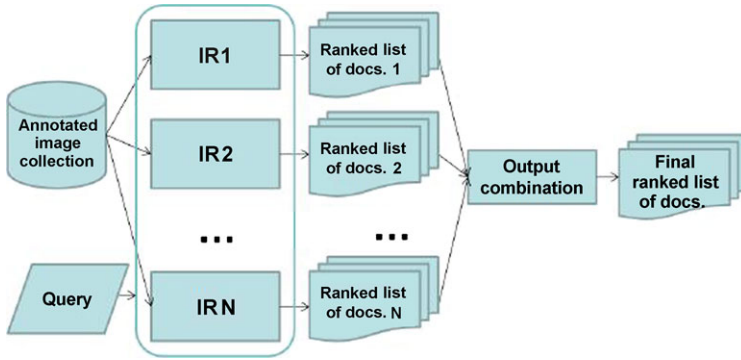 IR1
Ranked list
of docs. 1
Annotated
image
collection
IR2
Ranked list
of docs. 2
Output
combination
Final
ranked list
of docs.
...
...
Query
IRN
Ranked list
of docs. N